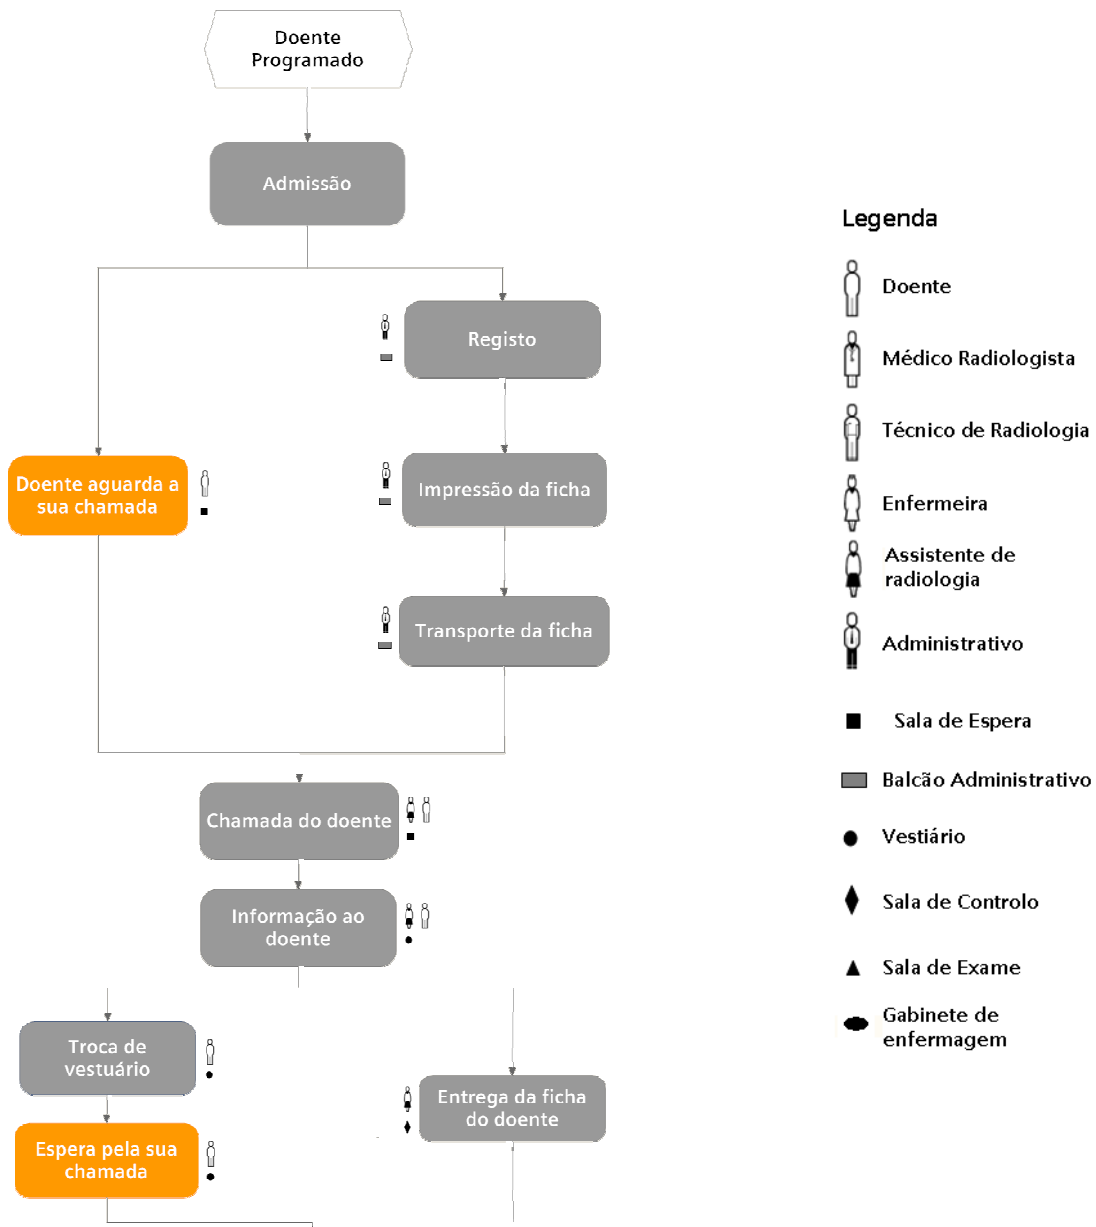 Doente
Programado
Admissão
Registo
Doente aguarda a
sua chamada
Impressão da ficha
Transporte da ficha
Chamada do doente
Informação ao
doente
Troca de
vestuário
Entrega da ficha
do doente
Espera pela sua
chamada
Legenda
Doente
Médico Radiologista
Técnico de Radiologia
Enfermeira
Assistente de
radiologia
Administrativo
Sala de Espera
Balcão Administrativo
Vestiário
Sala de Controlo
Sala de Exame
Gabinete de
enfermagem